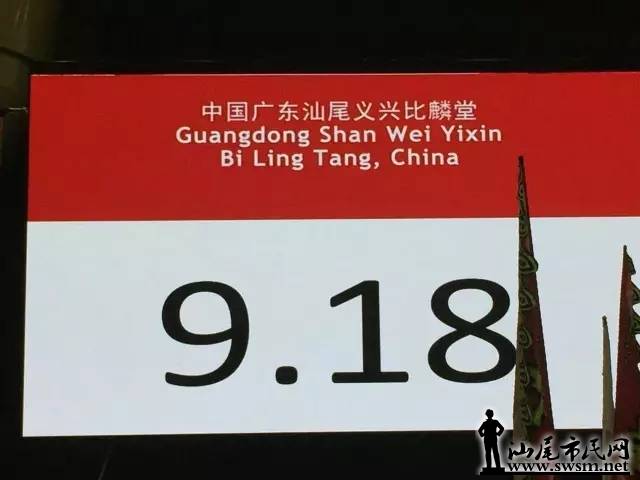 中国广东汕尾义兴比麟堂
Guangdong Shan Wei Yixin
Bi Ling Tang, China
9.18
汕尾市民网
www.swsm.net